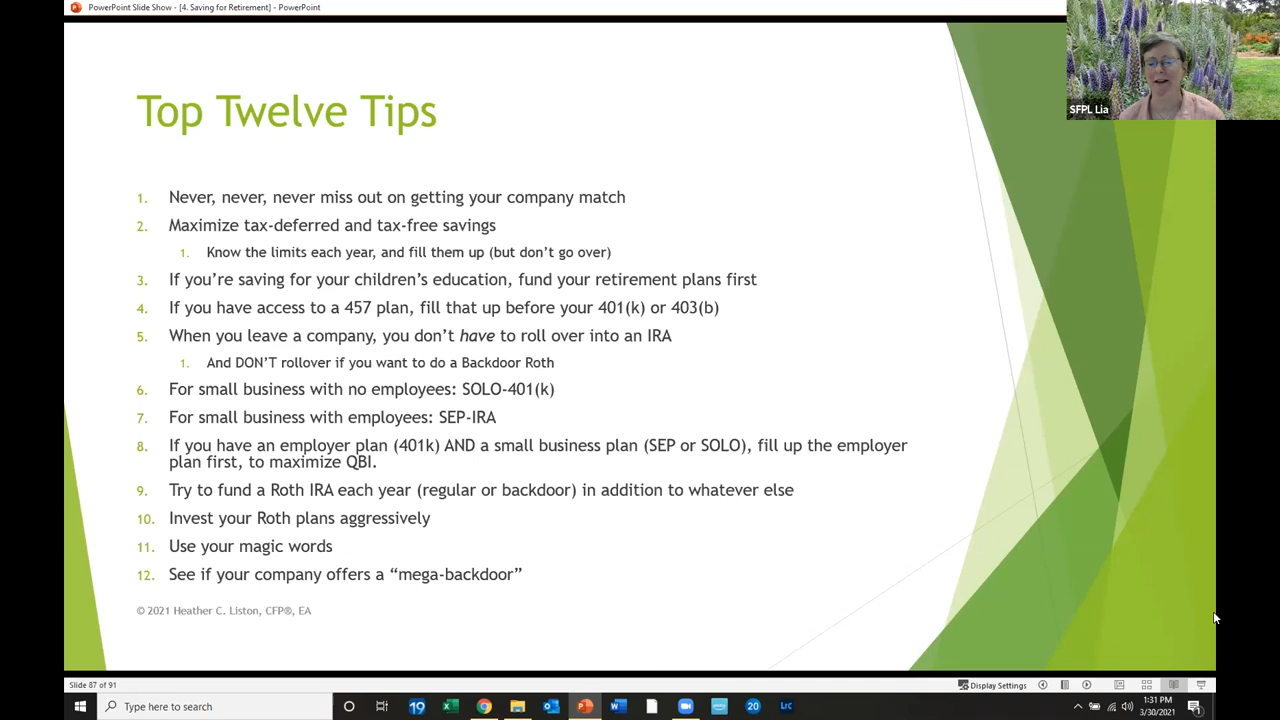 PowerPoint Slide Show - [4. Saving for Retirement] - PowerPoint
SFPL Lia
Top Twelve Tips
1. Never, never, never miss out on getting your company match
2. Maximize tax-deferred and tax-free savings
1. Know the limits each year, and fill them up (but don’t go over)
3. If you’re saving for your children’s education, fund your retirement plans first
4. If you have access to a 457 plan, fill that up before your 401(k) or 403(b)
5. When you leave a company, you don’t have to roll over into an IRA
1. And DON’T rollover if you want to do a Backdoor Roth
6. For small business with no employees: SOLO-401(k)
7. For small business with employees: SEP-IRA
8. If you have an employer plan (401k) AND a small business plan (SEP or SOLO), fill up the employer
plan first, to maximize QBI.
9. Try to fund a Roth IRA each year (regular or backdoor) in addition to whatever else
10. Invest your Roth plans aggressively
11. Use your magic words
12. See if your company offers a “mega-backdoor”
© 2021 Heather C. Liston, CFP®, EA
Slide 87 of 91
Display Settings
Type here to search
19
20
LrC
1:31 PM
3/30/2021
1